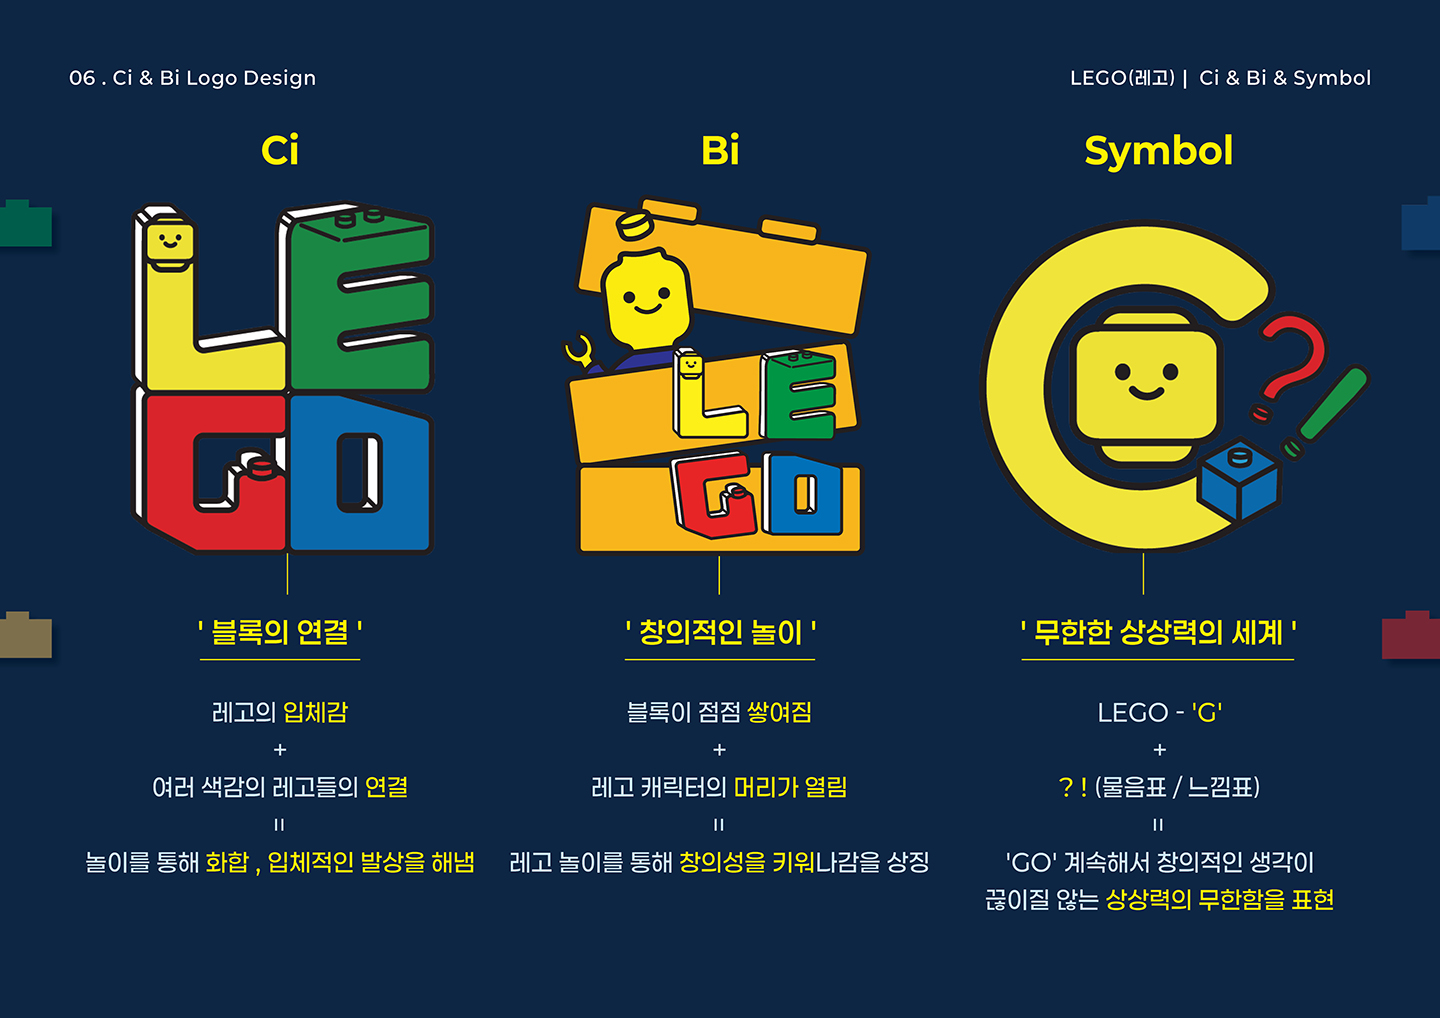 06 . Ci & Bi Logo Design
LEGO(레고) | Ci & Bi & Symbol
Ci
Bi
Symbol
LE
GO
LE
GO
? !
' 블록의 연결 '
레고의 입체감
+
여러 색감의 레고들의 연결
=
놀이를 통해 화합 , 입체적인 발상을 해냄
' 창의적인 놀이 '
블록이 점점 쌓여짐
+
레고 캐릭터의 머리가 열림
=
레고 놀이를 통해 창의성을 키워나감을 상징
' 무한한 상상력의 세계 '
LEGO - 'G'
+
? ! (물음표 / 느낌표)
=
'GO' 계속해서 창의적인 생각이
끊이질 않는 상상력의 무한함을 표현